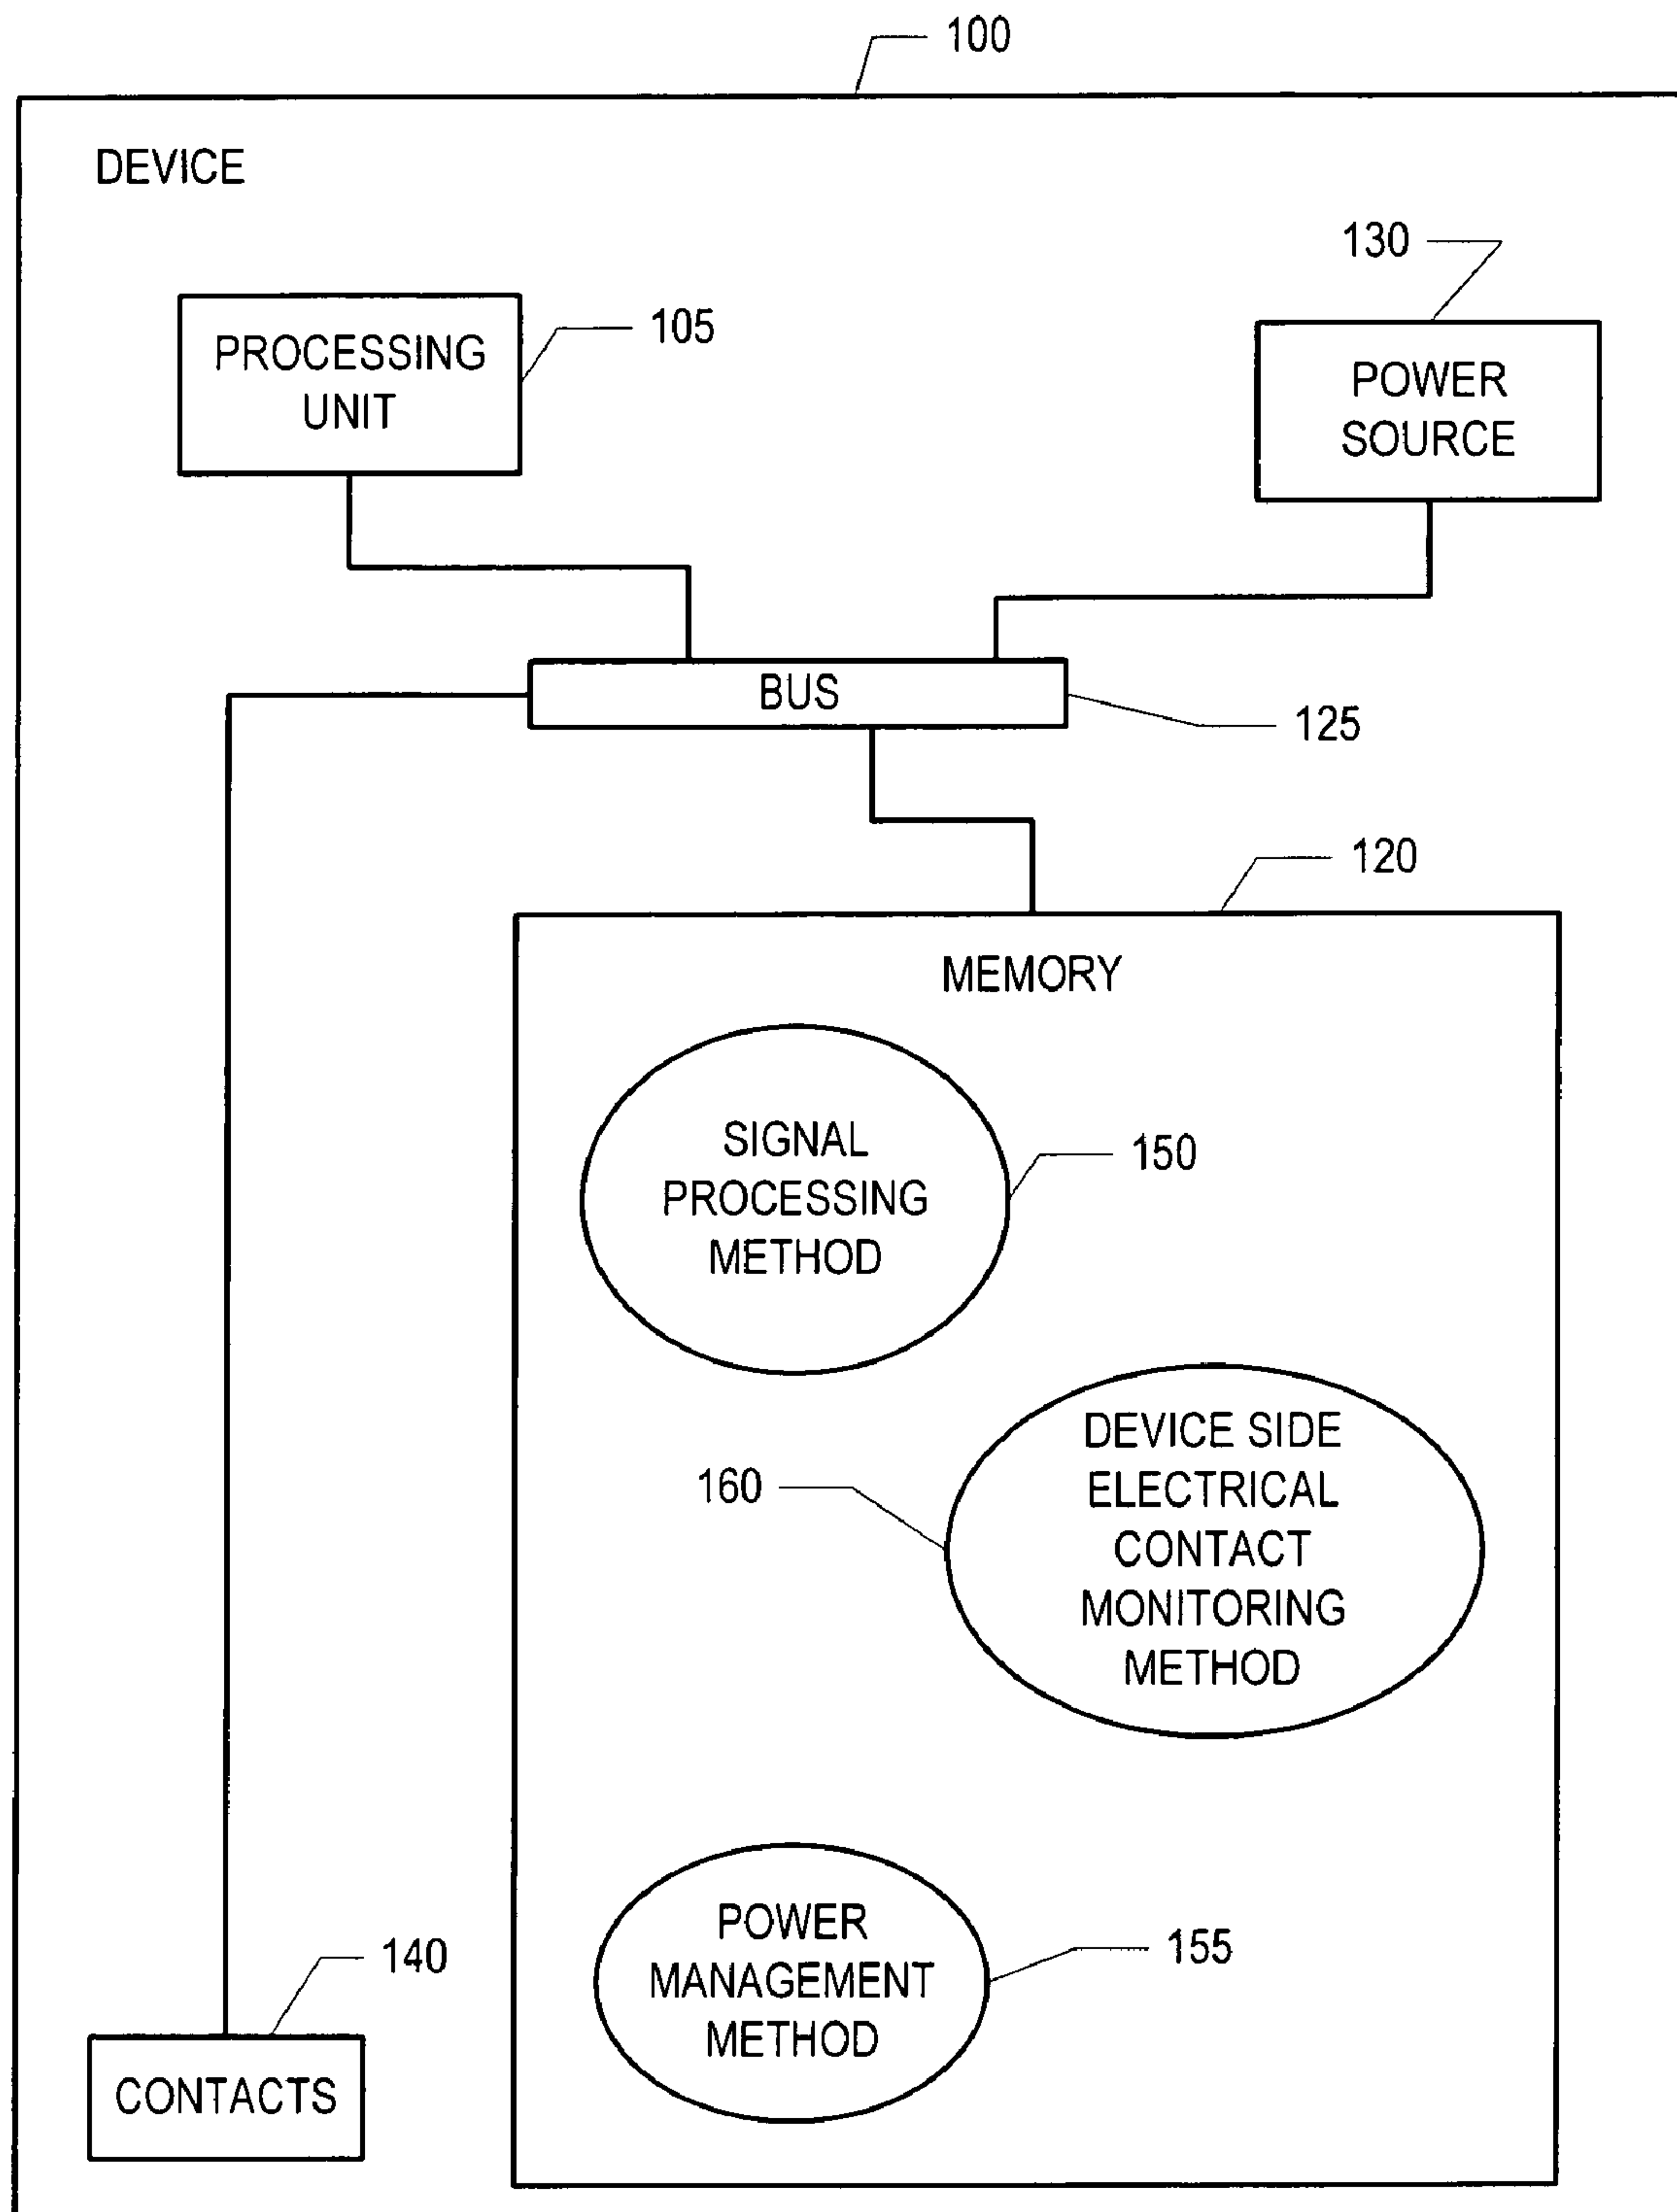 100
DEVICE
130
105
PROCESSING
UNIT
POWER
SOURCE
BUS
125
120
MEMORY
SIGNAL
PROCESSING
METHOD
150
DEVICE SIDE
ELECTRICAL
CONTACT
MONITORING
METHOD
160
POWER
MANAGEMENT
METHOD
155
140
CONTACTS